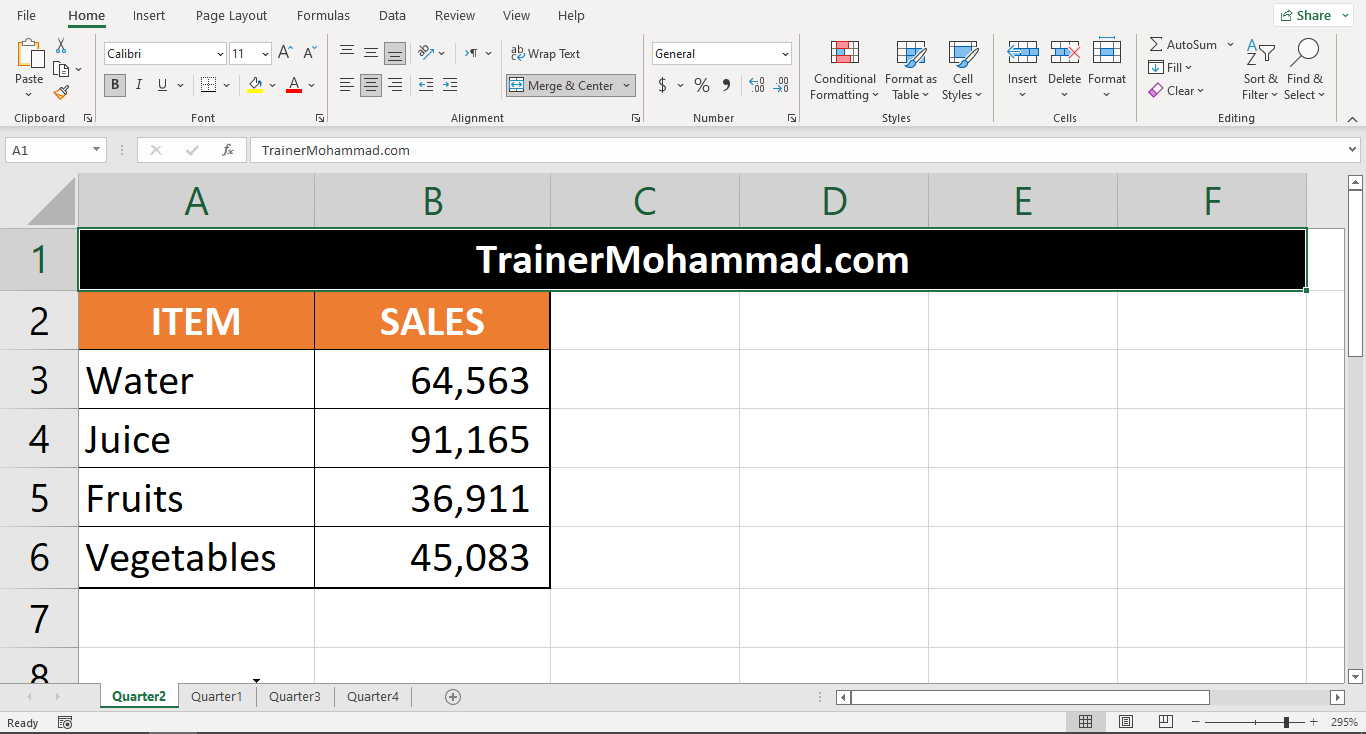 File Home Insert Page Layout Formulas Data Review View Help Share
Calibri 11 A^ A˅ ab Wrap Text General AutoSum
Paste B I U A Merge & Center $ % 9 .00 Conditional Formatting Format as Table Cell Styles Insert Delete Format Fill Clear Sort & Filter Find & Select
Clipboard Font Alignment Number Styles Cells Editing
A1 fx TrainerMohammad.com
A B C D E F
1 TrainerMohammad.com
2 ITEM SALES
3 Water 64,563
4 Juice 91,165
5 Fruits 36,911
6 Vegetables 45,083
7
8
Quarter2 Quarter1 Quarter3 Quarter4
Ready 295%